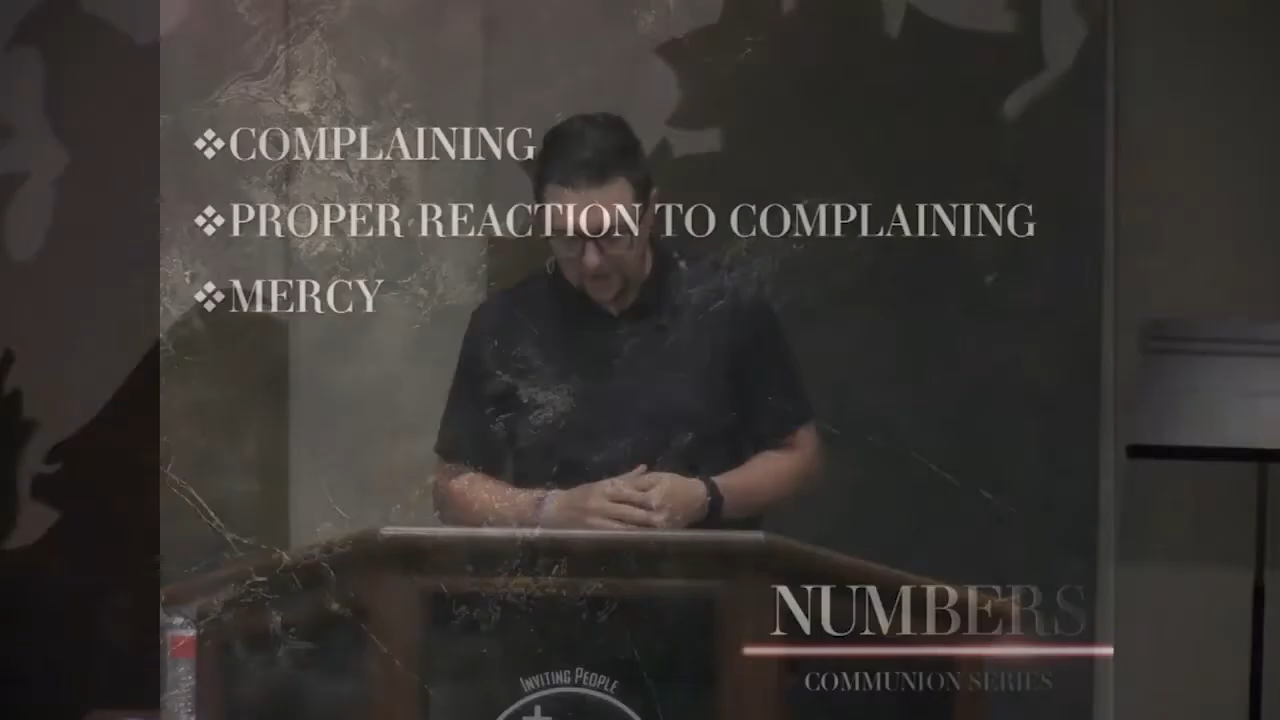 ❖COMPLAINING
❖PROPER REACTION TO COMPLAINING
❖MERCY
NUMBERS
COMMUNION SERIES
INVITING PEOPLE